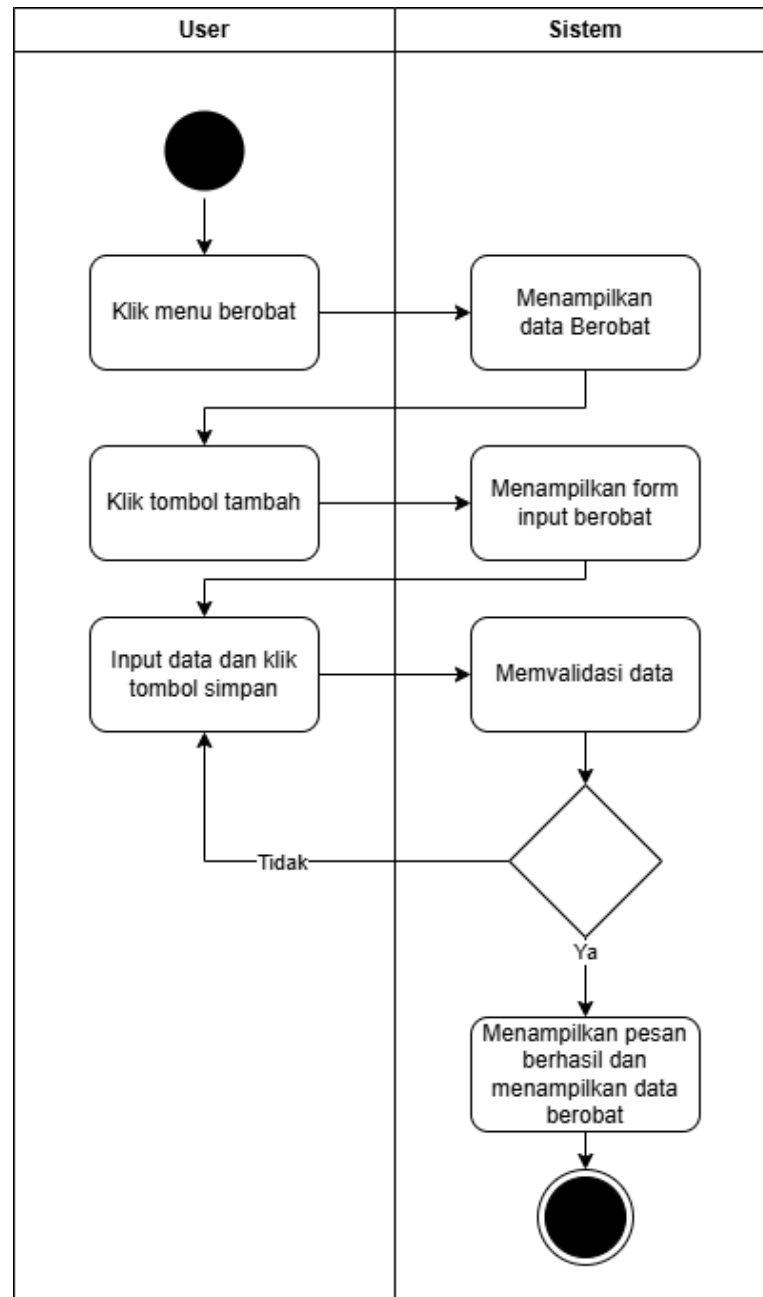 User
Sistem
Klik menu berobat
Menampilkan
data Berobat
Klik tombol tambah
Menampilkan form
input berobat
Input data dan klik
tombol simpan
Memvalidasi data
Tidak
Ya
Menampilkan pesan
berhasil dan
menampilkan data
berobat